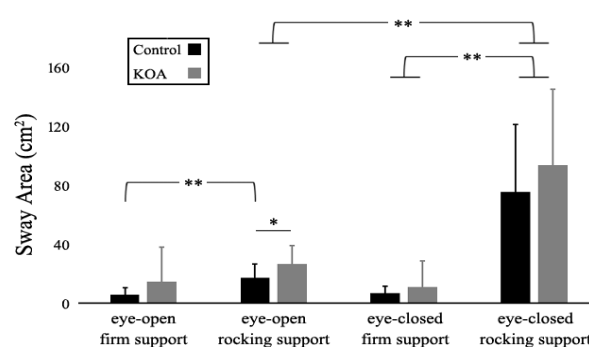 **
Control
KOA
**
160
120
80
40
0
Sway Area (cm²)
**
*
eye-open
firm support
eye-open
rocking support
eye-closed
firm support
eye-closed
rocking support